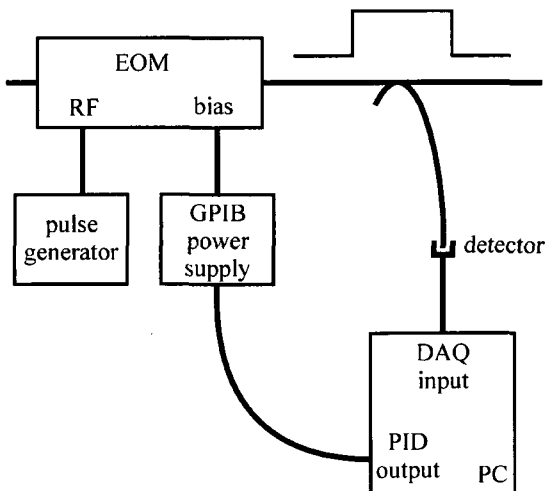 EOM
RF
bias
pulse
generator
GPIB
power
supply
detector
DAQ
input
PID
output
PC